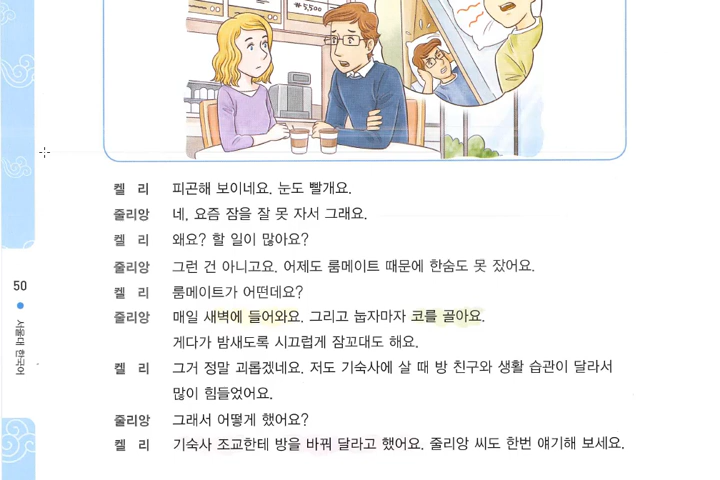 ₩5,500
켈 리 피곤해 보이네요. 눈도 빨개요.
줄리앙 네, 요즘 잠을 잘 못 자서 그래요.
켈 리 왜요? 할 일이 많아요?
줄리앙 그런 건 아니고요. 어제도 룸메이트 때문에 한숨도 못 잤어요.
켈 리 룸메이트가 어떤데요?
줄리앙 매일 새벽에 들어와요. 그리고 눕자마자 코를 골아요.
게다가 밤새도록 시끄럽게 잠꼬대도 해요.
켈 리 그거 정말 괴롭겠네요. 저도 기숙사에 살 때 방 친구와 생활 습관이 달라서
많이 힘들었어요.
줄리앙 그래서 어떻게 했어요?
켈 리 기숙사 조교한테 방을 바꿔 달라고 했어요. 줄리앙 씨도 한번 얘기해 보세요.
50
서울대 한국어